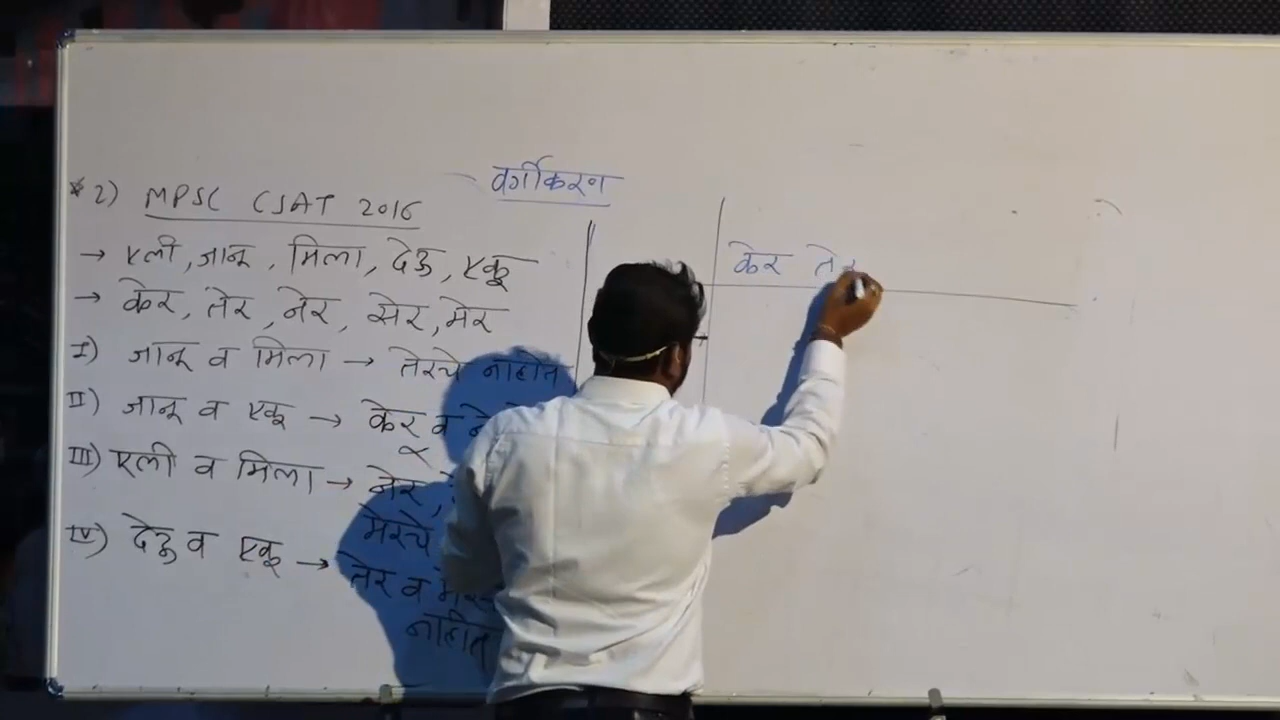 वर्गीकरण
* 2) MPSC CSAT 2016
→ एली, जानू, मिला, देऊ, एकू
→ केर, तेर, नेर, सेर, मेर
I) जानू व मिला → तेरचे नाहीत
II) जानू व एकू → केर व
III) एली व मिला → नेर,
मेरचे
IV) देऊ व एकू → तेर व
नाहीत
केर तेर